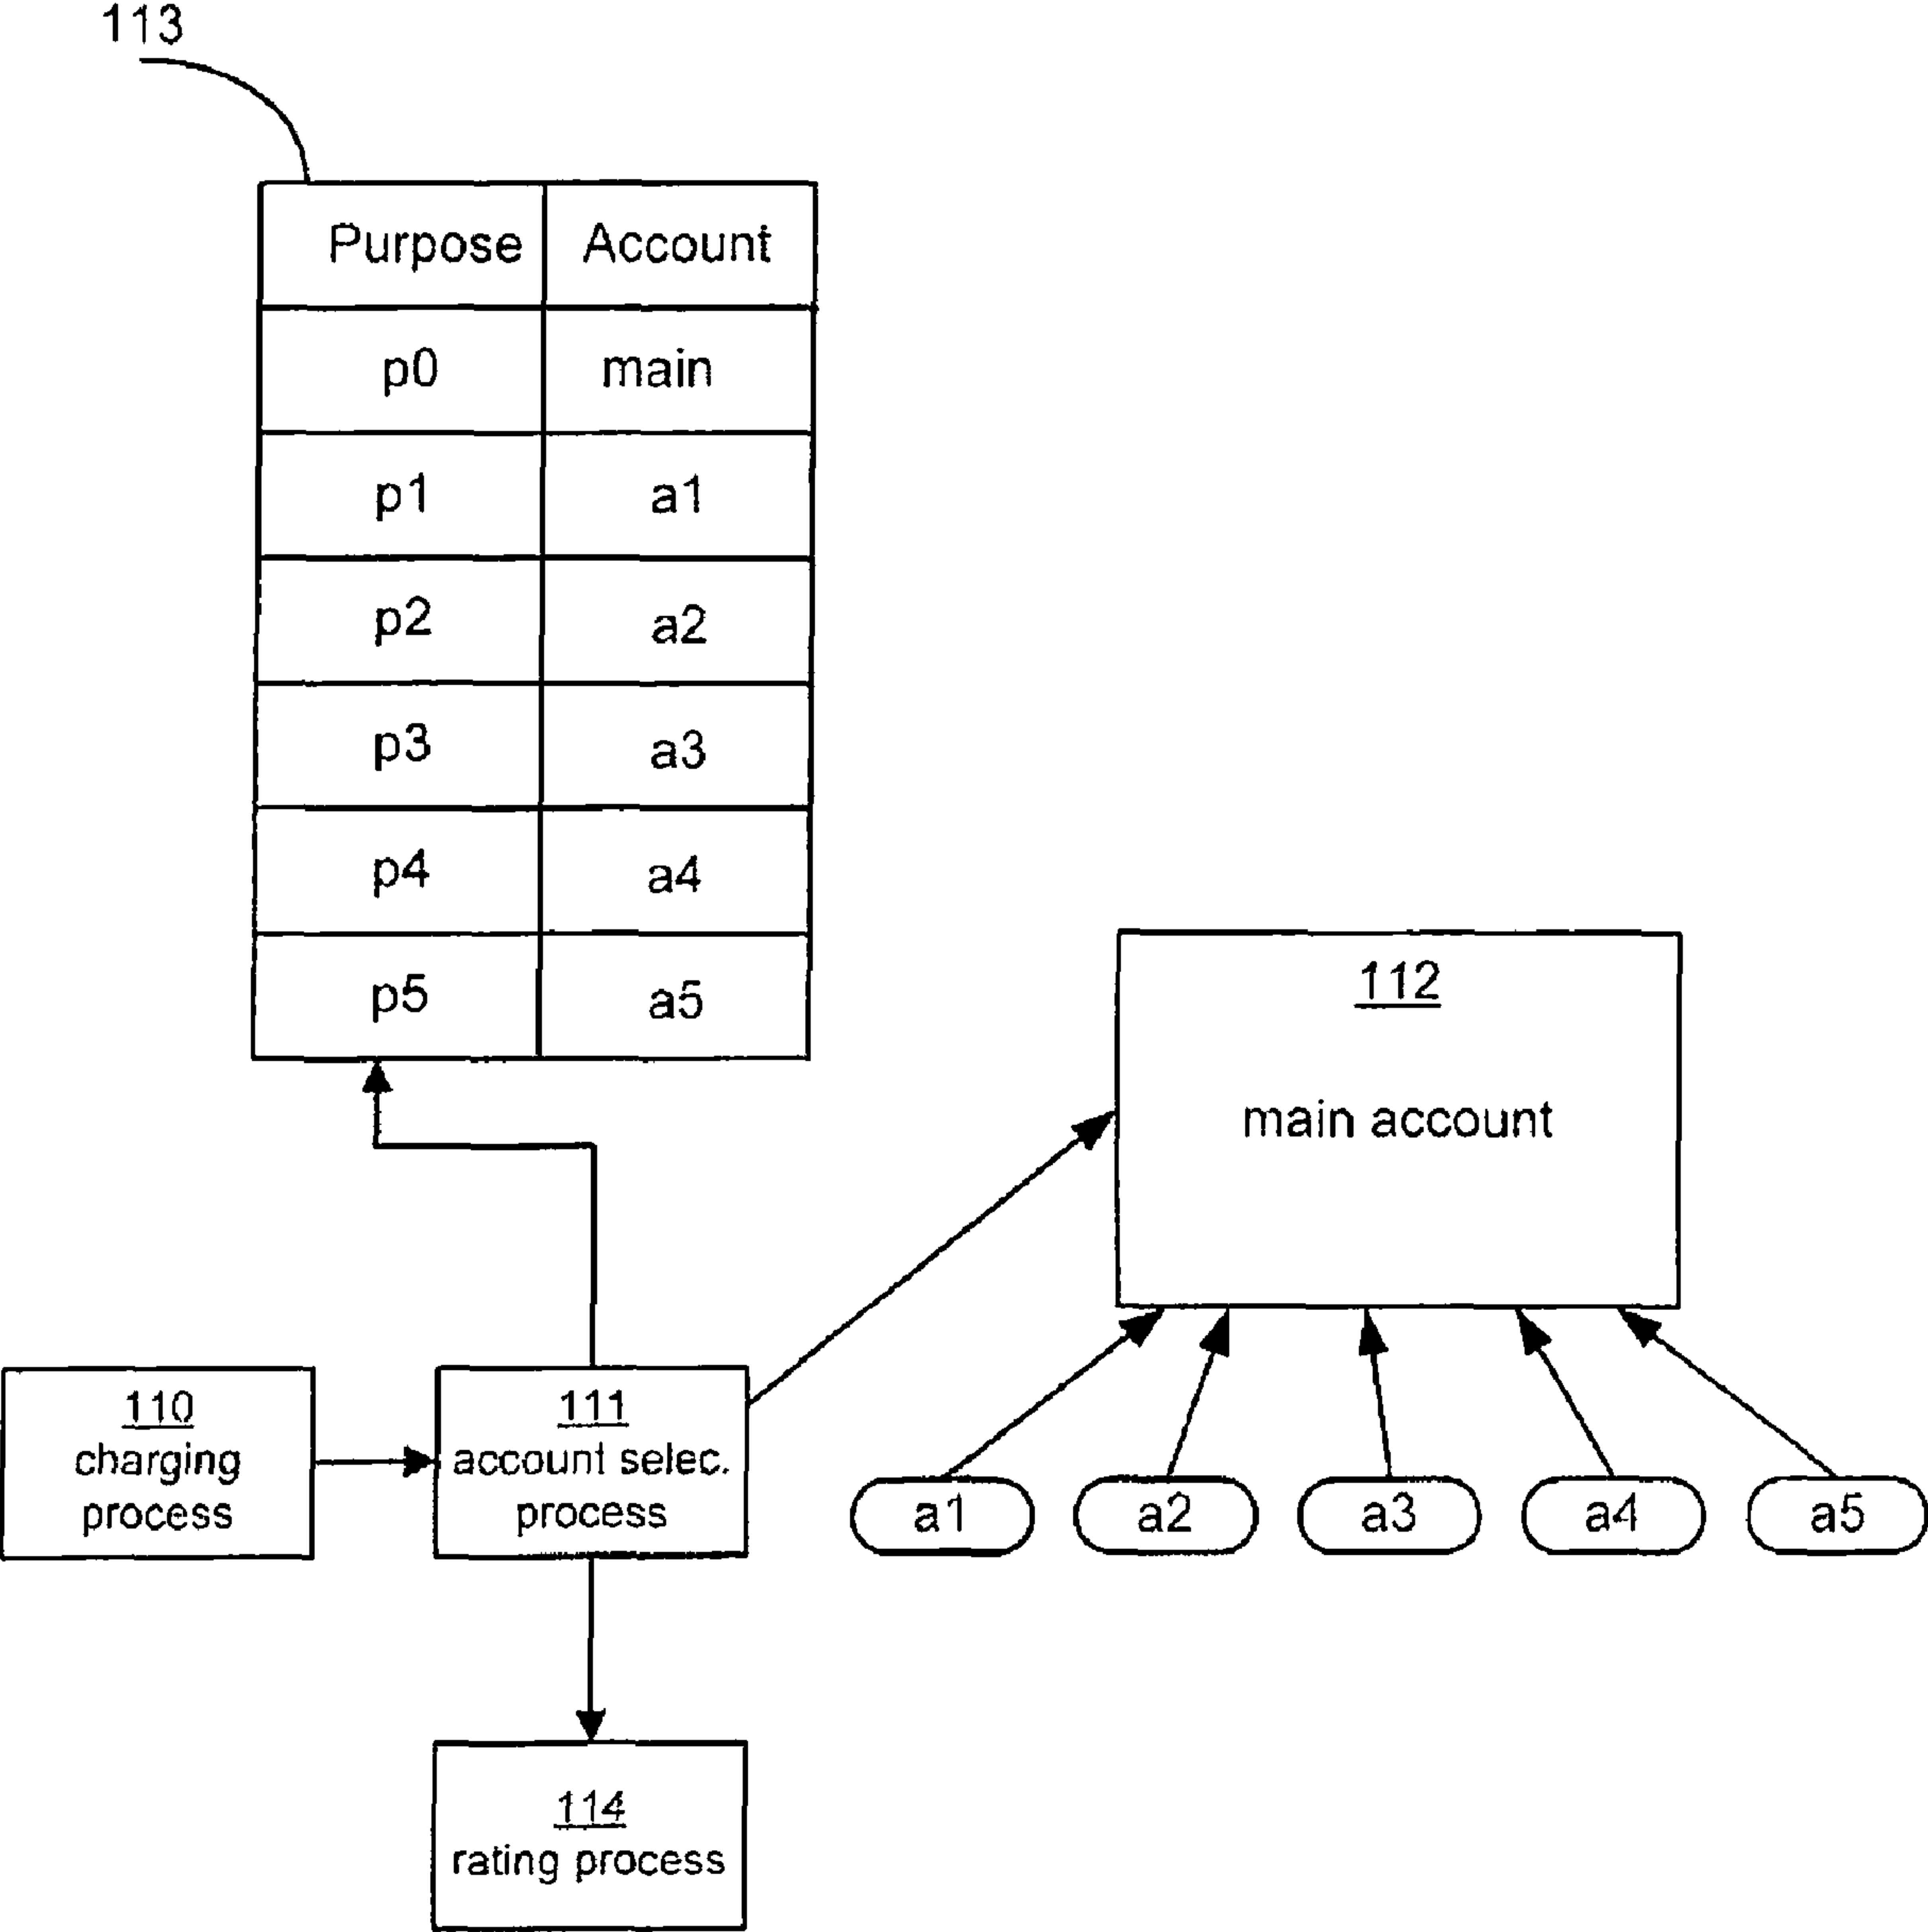 113
Purpose Account
p0 main
p1 a1
p2 a2
p3 a3
p4 a4
p5 a5
112
main account
110
charging
process
111
account selec.
process
a1 a2 a3 a4 a5
114
rating process